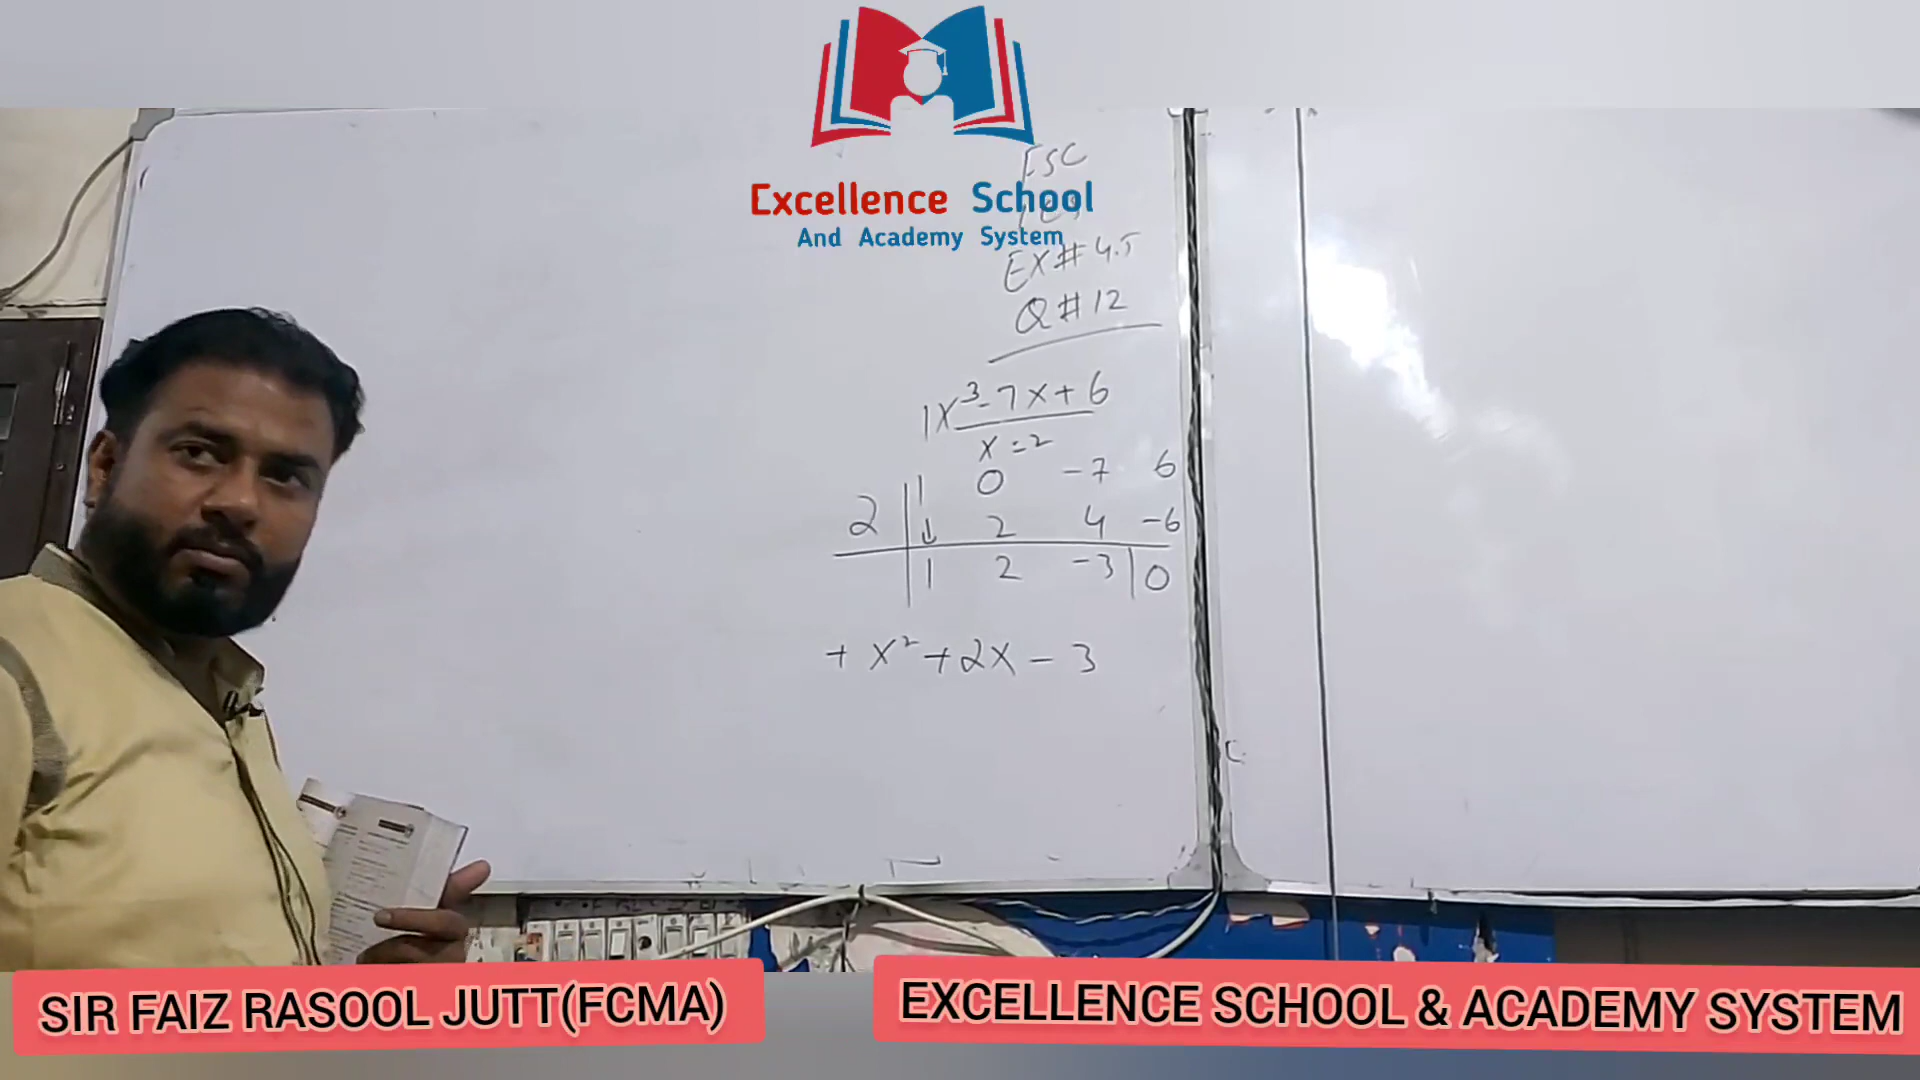 Excellence School
And Academy System
EX # 4.5
Q # 12
1x³ - 7x + 6
x = 2
1 0 -7 6
2 2 4 -6
1 2 -3 0
+ x² + 2x - 3
SIR FAIZ RASOOL JUTT(FCMA)
EXCELLENCE SCHOOL & ACADEMY SYSTEM